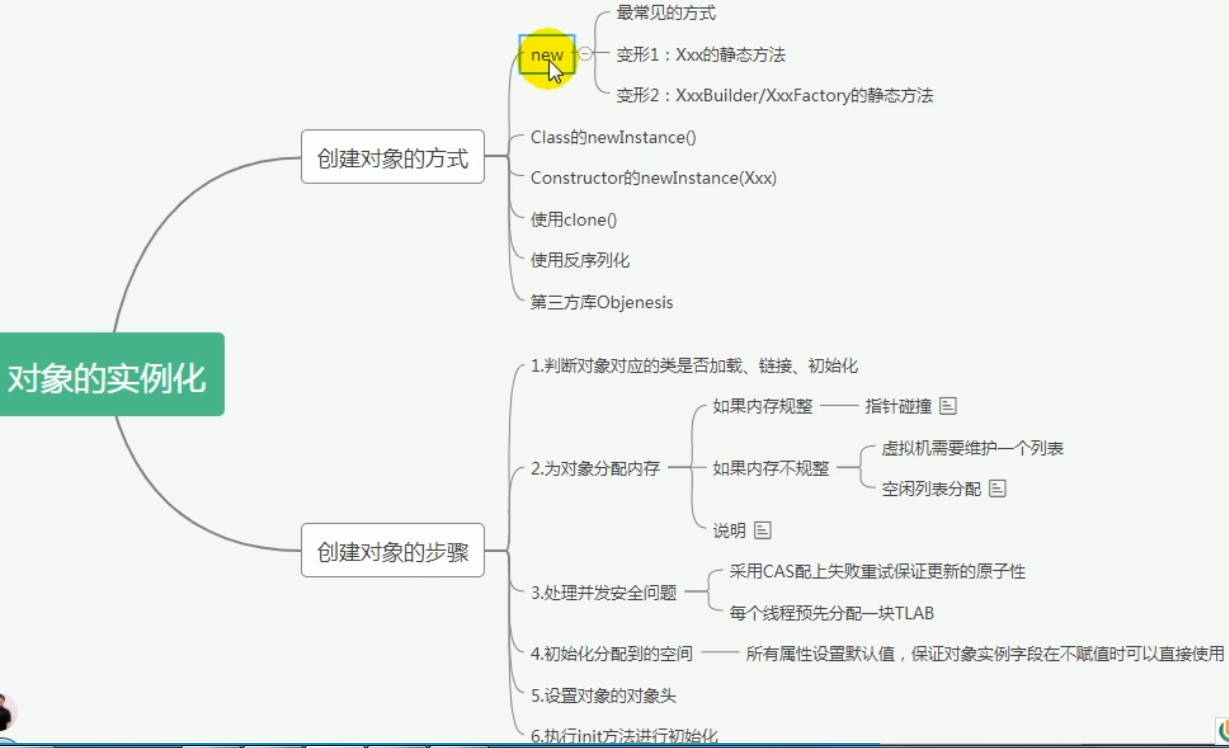 对象的实例化
创建对象的方式
new
最常见的方式
变形1：Xxx的静态方法
变形2：XxxBuilder/XxxFactory的静态方法
Class的newInstance()
Constructor的newInstance(Xxx)
使用clone()
使用反序列化
第三方库Objenesis
创建对象的步骤
1.判断对象对应的类是否加载、链接、初始化
2.为对象分配内存
如果内存规整
指针碰撞
如果内存不规整
虚拟机需要维护一个列表
空闲列表分配
说明
3.处理并发安全问题
采用CAS配上失败重试保证更新的原子性
每个线程预先分配一块TLAB
4.初始化分配到的空间
所有属性设置默认值，保证对象实例字段在不赋值时可以直接使用
5.设置对象的对象头
6.执行init方法进行初始化